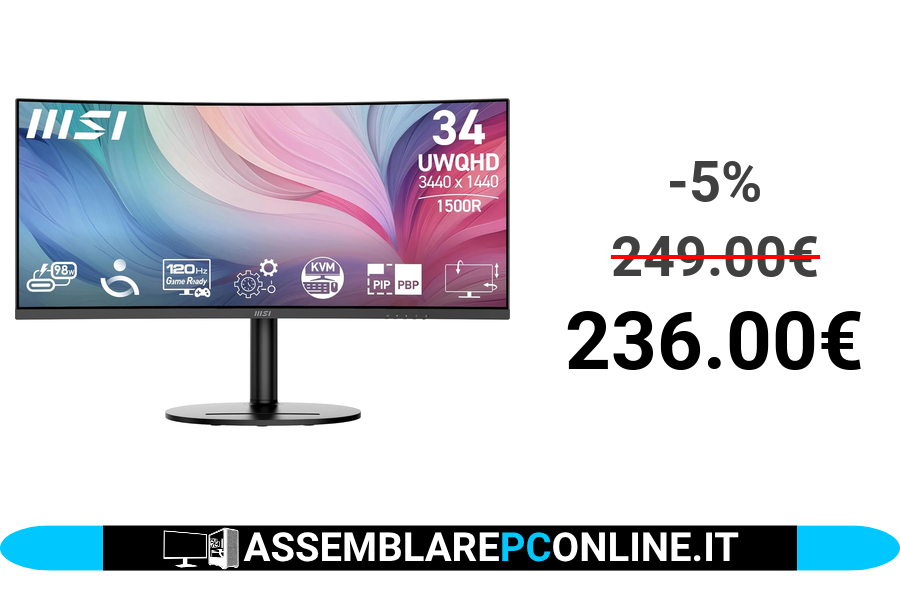 msi
34
UWQHD
3440 x 1440
1500R
98w
120Hz
Game Ready
KVM
PIP PBP
msi
-5%
249.00€
236.00€
ASSEMBLAREPCONLINE.IT